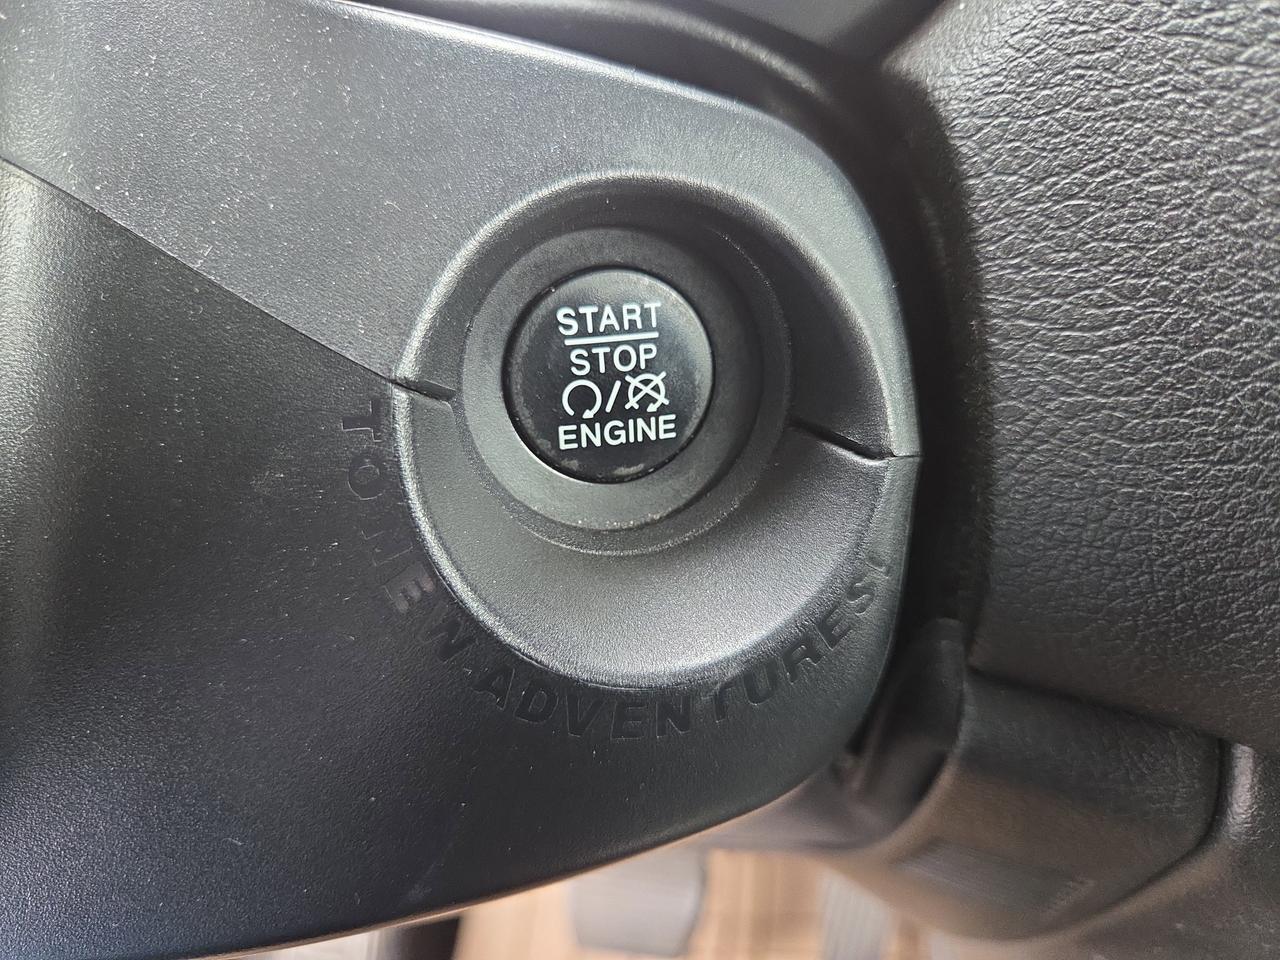 START
STOP
ENGINE
TO NEW ADVENTURES!